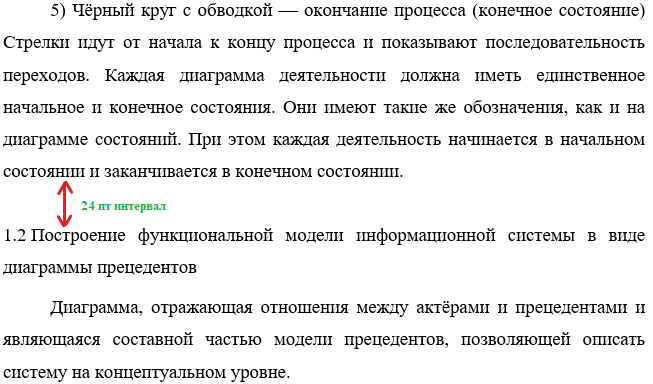 5) Чёрный круг с обводкой — окончание процесса (конечное состояние)
Стрелки идут от начала к концу процесса и показывают последовательность
переходов. Каждая диаграмма деятельности должна иметь единственное
начальное и конечное состояния. Они имеют такие же обозначения, как и на
диаграмме состояний. При этом каждая деятельность начинается в начальном
состоянии и заканчивается в конечном состоянии.
24 пт интервал
1.2 Построение функциональной модели информационной системы в виде
диаграммы прецедентов
Диаграмма, отражающая отношения между актёрами и прецедентами и
являющаяся составной частью модели прецедентов, позволяющей описать
систему на концептуальном уровне.